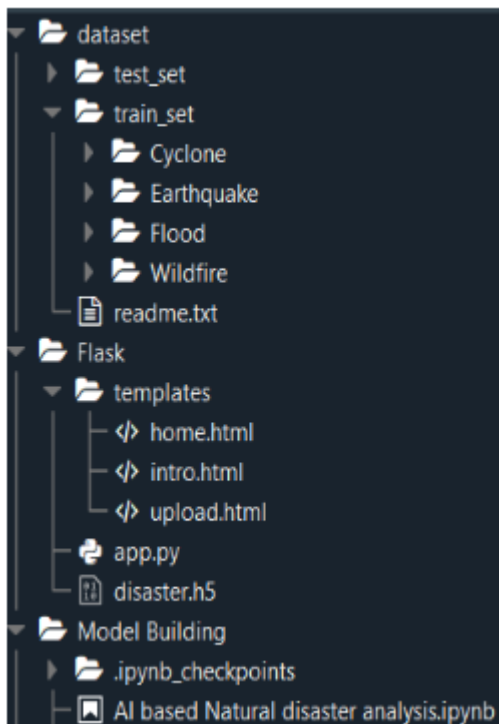 dataset
test_set
train_set
Cyclone
Earthquake
Flood
Wildfire
readme.txt
Flask
templates
home.html
intro.html
upload.html
app.py
disaster.h5
Model Building
.ipynb_checkpoints
AI based Natural disaster analysis.ipynb